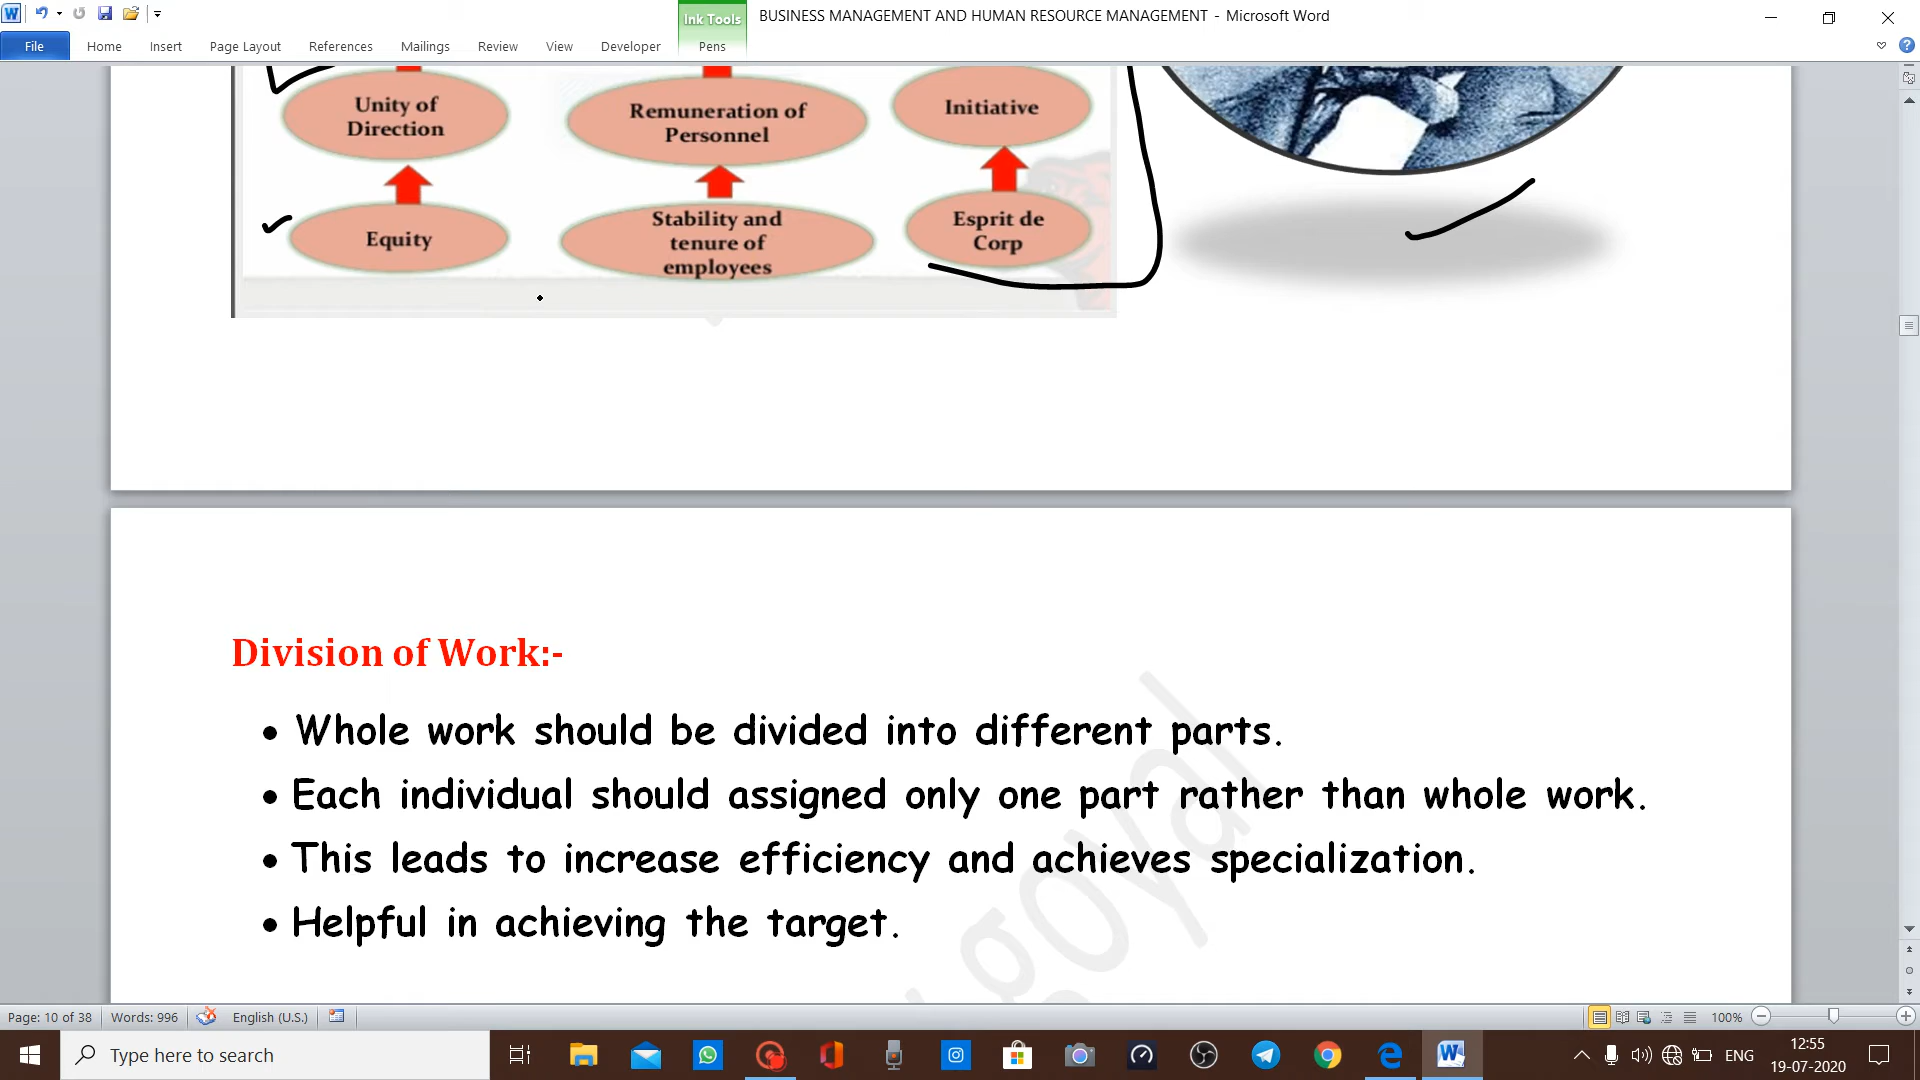 Ink Tools
BUSINESS MANAGEMENT AND HUMAN RESOURCE MANAGEMENT - Microsoft Word
File Home Insert Page Layout References Mailings Review View Developer Pens
Unity of
Direction
Remuneration of
Personnel
Initiative
Equity
Stability and
tenure of
employees
Esprit de
Corp
Division of Work:-
• Whole work should be divided into different parts.
• Each individual should assigned only one part rather than whole work.
• This leads to increase efficiency and achieves specialization.
• Helpful in achieving the target.
goyal
Page: 10 of 38 Words: 996 English (U.S.) 100%
Type here to search
ENG
12:55
19-07-2020